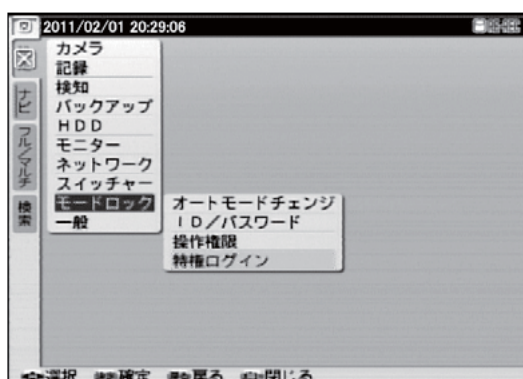 2011/02/01 20:29:06
カメラ
記録
検知
バックアップ
HDD
モニター
ネットワーク
スイッチャー
モードロック
一般
オートモードチェンジ
ID/パスワード
操作権限
特権ログイン
ナビ
フル/マルチ
検索
選択 確定 戻る 閉じる